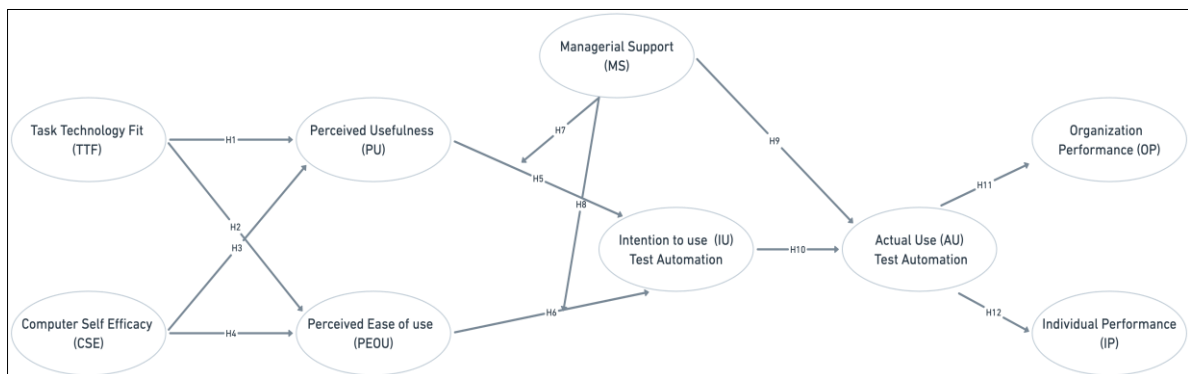 Managerial Support
(MS)
Task Technology Fit
(TTF)
H1
Perceived Usefulness
(PU)
H7
H9
Organization
Performance (OP)
H5
H11
H8
H2
H3
Intention to use (IU)
Test Automation
H10
Actual Use (AU)
Test Automation
Computer Self Efficacy
(CSE)
H4
Perceived Ease of use
(PEOU)
H6
H12
Individual Performance
(IP)